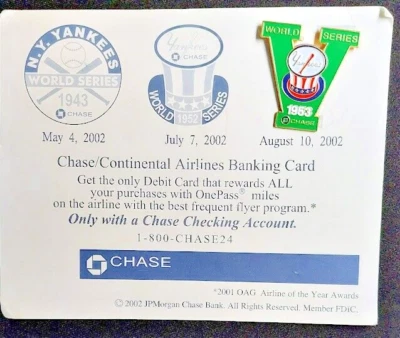 N.Y. YANKEES
WORLD SERIES
1943
CHASE
Yankees
CHASE
WORLD SERIES
1952
Yankees
WORLD SERIES
1953
CHASE
May 4, 2002
July 7, 2002
August 10, 2002
Chase/Continental Airlines Banking Card
Get the only Debit Card that rewards ALL
your purchases with OnePass® miles
on the airline with the best frequent flyer program.*
Only with a Chase Checking Account.
1-800-CHASE24
CHASE
*2001 OAG Airline of the Year Awards
© 2002 JPMorgan Chase Bank. All Rights Reserved. Member FDIC.